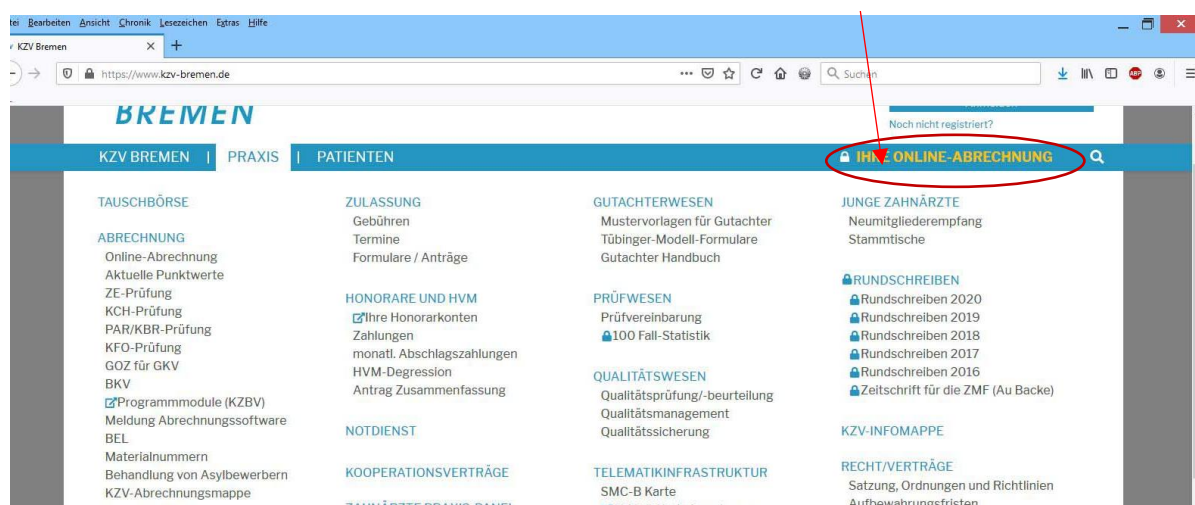 tei Bearbeiten Ansicht Chronik Lesezeichen Extras Hilfe
KZV Bremen
https://www.kzv-bremen.de
Suchen
ABP
BREMEN
Noch nicht registriert?
KZV BREMEN | PRAXIS | PATIENTEN
IHRE ONLINE-ABRECHNUNG
TAUSCHBÖRSE
ABRECHNUNG
Online-Abrechnung
Aktuelle Punktwerte
ZE-Prüfung
KCH-Prüfung
PAR/KBR-Prüfung
KFO-Prüfung
GOZ für GKV
BKV
Programmmodule (KZBV)
Meldung Abrechnungssoftware
BEL
Materialnummern
Behandlung von Asylbewerbern
KZV-Abrechnungsmappe
ZULASSUNG
Gebühren
Termine
Formulare / Anträge
HONORARE UND HVM
Ihre Honorarkonten
Zahlungen
monatl. Abschlagszahlungen
HVM-Degression
Antrag Zusammenfassung
NOTDIENST
KOOPERATIONSVERTRÄGE
ZAHNÄRZTE PRAXIS-PANEL
GUTACHTERWESEN
Mustervorlagen für Gutachter
Tübinger-Modell-Formulare
Gutachter Handbuch
PRÜFWESEN
Prüfvereinbarung
100 Fall-Statistik
QUALITÄTSWESEN
Qualitätsprüfung/-beurteilung
Qualitätsmanagement
Qualitätssicherung
TELEMATIKINFRASTRUKTUR
SMC-B Karte
JUNGE ZAHNÄRZTE
Neumitgliederempfang
Stammtische
RUNDSCHREIBEN
Rundschreiben 2020
Rundschreiben 2019
Rundschreiben 2018
Rundschreiben 2017
Rundschreiben 2016
Zeitschrift für die ZMF (Au Backe)
KZV-INFOMAPPE
RECHT/VERTRÄGE
Satzung, Ordnungen und Richtlinien
Aufbewahrungsfristen